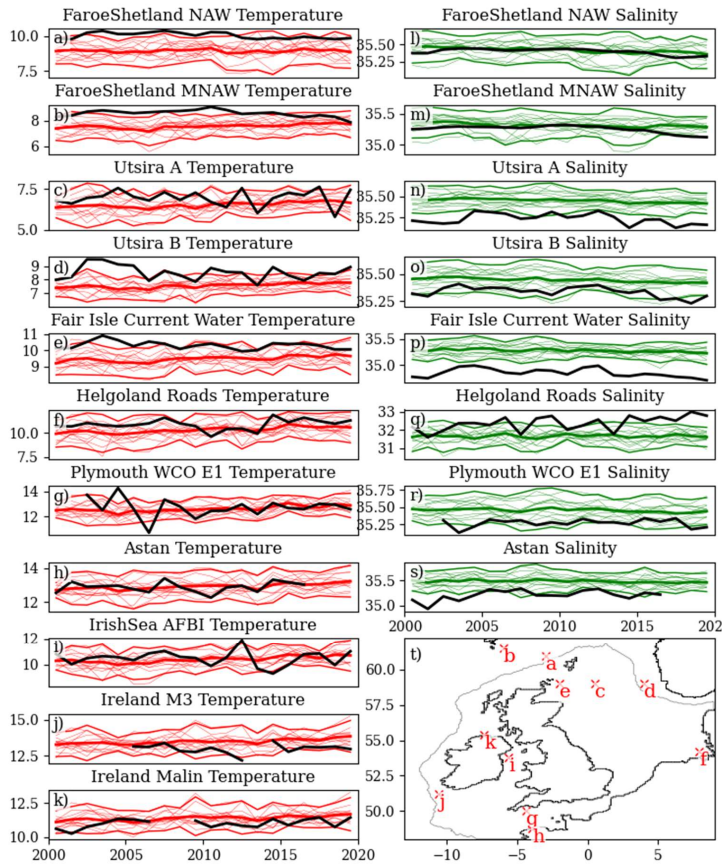 FaroeShetland NAW Temperature
a)
10.0
7.5
FaroeShetland MNAW Temperature
b)
8
6
Utsira A Temperature
c)
7.5
5.0
Utsira B Temperature
d)
9
8
7
Fair Isle Current Water Temperature
e)
11
10
9
Helgoland Roads Temperature
f)
10.0
7.5
Plymouth WCO E1 Temperature
g)
14
12
Astan Temperature
h)
14
12
IrishSea AFBI Temperature
i)
12
10
Ireland M3 Temperature
j)
15.0
12.5
Ireland Malin Temperature
k)
12.5
10.0
2000 2005 2010 2015 2020
FaroeShetland NAW Salinity
l)
35.50
35.25
FaroeShetland MNAW Salinity
m)
35.5
35.0
Utsira A Salinity
n)
35.50
35.25
Utsira B Salinity
o)
35.50
35.25
Fair Isle Current Water Salinity
p)
35.0
Helgoland Roads Salinity
q)
33
32
31
Plymouth WCO E1 Salinity
r)
35.75
35.50
35.25
Astan Salinity
s)
35.5
35.0
2000 2005 2010 2015 2020
t)
60.0
57.5
55.0
52.5
50.0
b
a
e
c
d
k
i
f
j
g
h
−10 −5 0 5